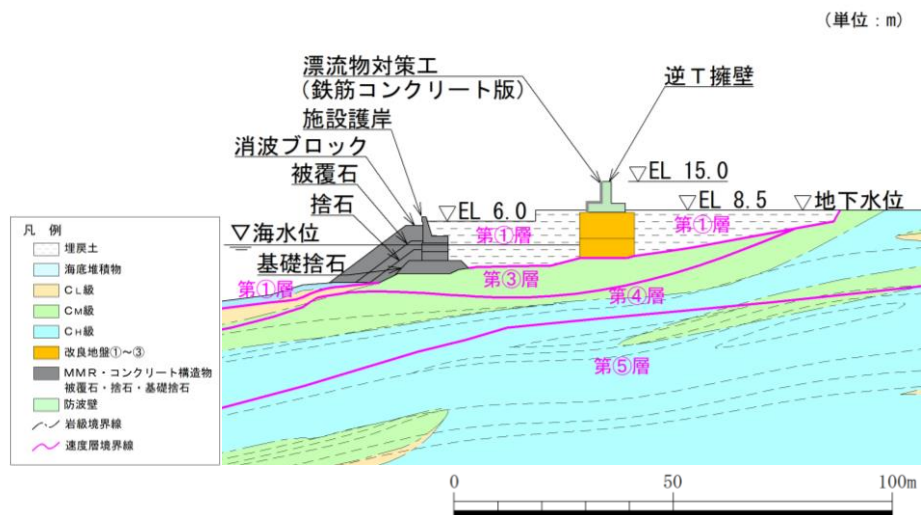 (単位:m)
漂流物対策工
(鉄筋コンクリート版)
逆T擁壁
施設護岸
消波ブロック
被覆石
捨石
▽EL 15.0
▽EL 6.0
▽EL 8.5
▽地下水位
▽海水位
第①層
第①層
基礎捨石
第①層
第③層
第④層
第⑤層
凡 例
埋戻土
海底堆積物
CL級
CM級
CH級
改良地盤①~③
MMR・コンクリート構造物
被覆石・捨石・基礎捨石
防波壁
岩級境界線
速度層境界線
0
50
100m